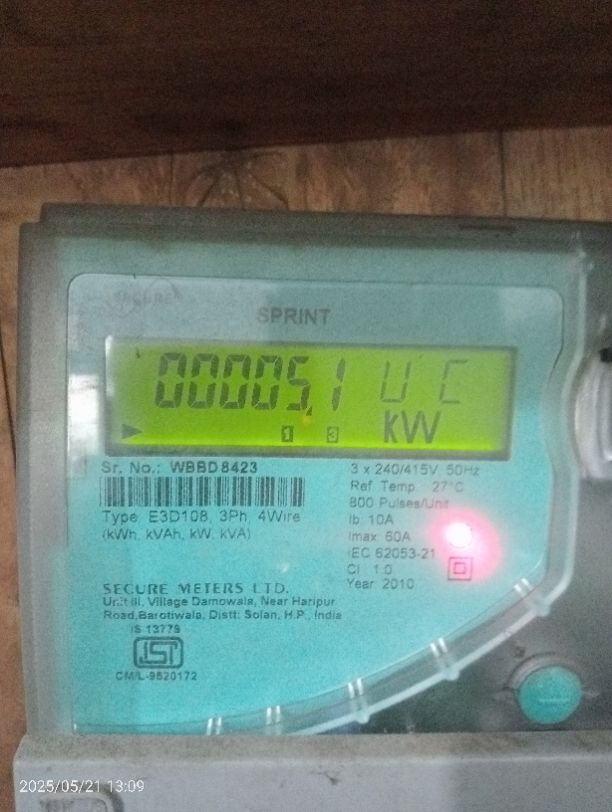 SECURE
SPRINT
00005.1 U C
1 3 kW
Sr. No.: WBBD8423
3 x 240/415V, 50Hz
Ref. Temp. 27°C
800 Pulses/Unit
Type E3D108, 3Ph, 4Wire
Ib: 10A
(kWh, kVAh, kW, kVA)
Imax: 60A
IEC 62053-21
Cl 1.0
Year 2010
SECURE METERS LTD.
Unit III, Village Damowala, Near Haripur
Road, Barotiwala, Distt: Solan, H.P., India
IS 13779
ISI
CM/L-9820172
2025/05/21 13:09